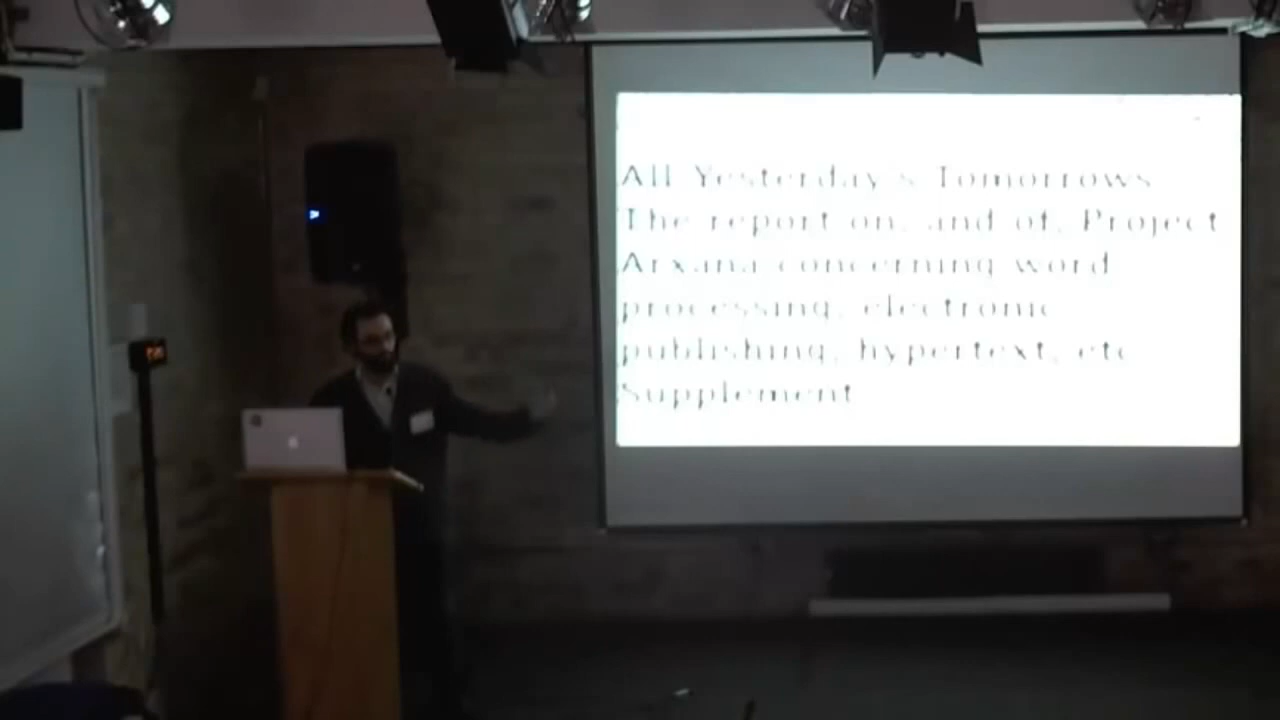 All Yesterday's Tomorrows
The report on, and of, Project
Arxana concerning word
processing, electronic
publishing, hypertext, etc
Supplement